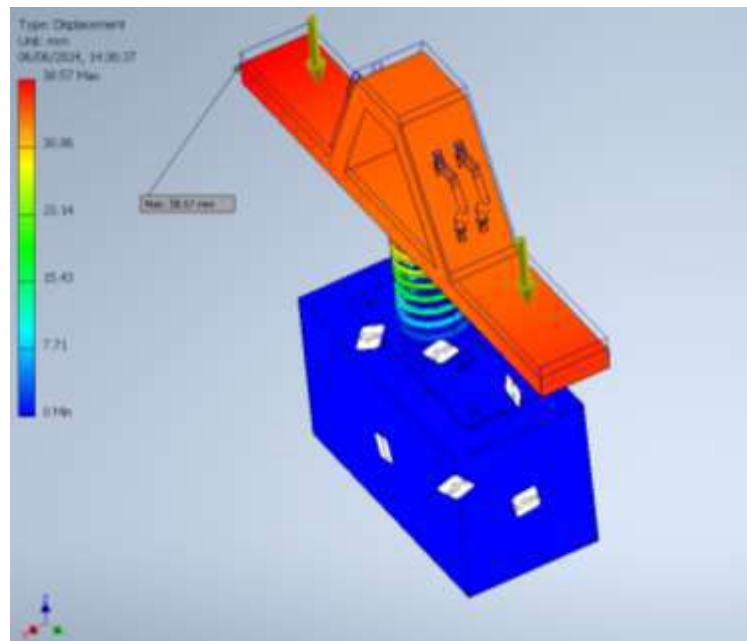 Type: Displacement
Unit: mm
06/06/2024, 14:30:37
38.57 Max
30.86
23.14
15.43
7.71
0 Min
Max: 38.57 mm